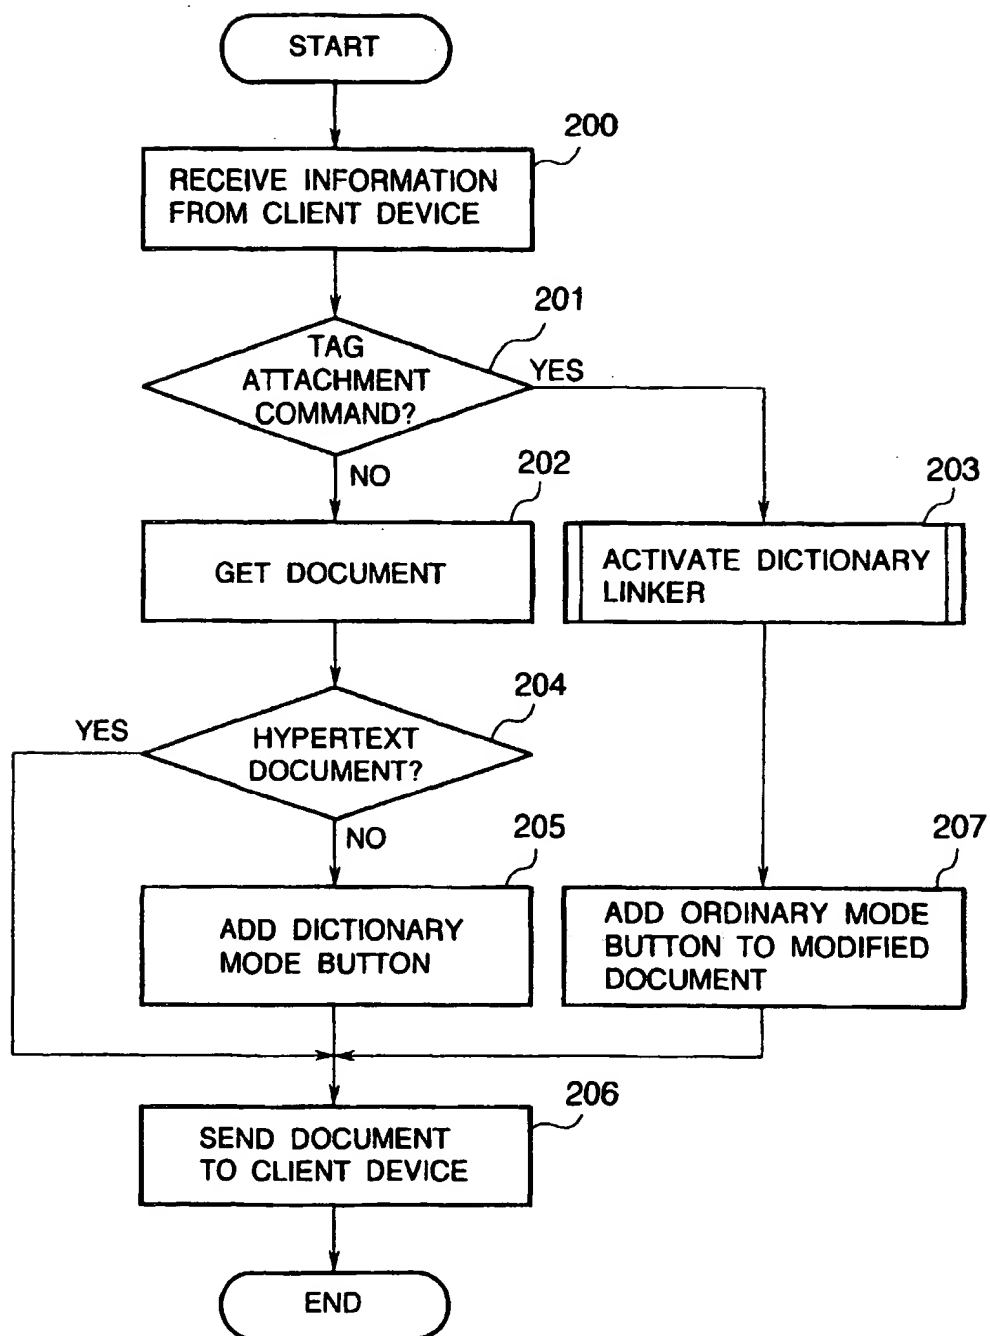 START
200
RECEIVE INFORMATION
FROM CLIENT DEVICE
201
TAG
ATTACHMENT
COMMAND?
YES
NO
202
203
GET DOCUMENT
ACTIVATE DICTIONARY
LINKER
204
YES
HYPERTEXT
DOCUMENT?
NO
205
207
ADD DICTIONARY
MODE BUTTON
ADD ORDINARY MODE
BUTTON TO MODIFIED
DOCUMENT
206
SEND DOCUMENT
TO CLIENT DEVICE
END